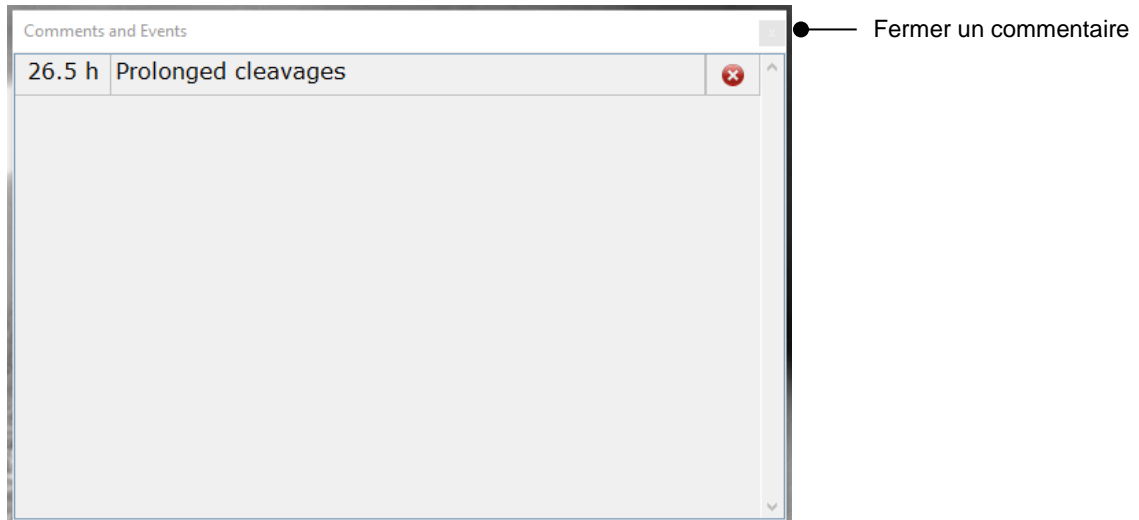 Comments and Events
Fermer un commentaire
26.5 h Prolonged cleavages